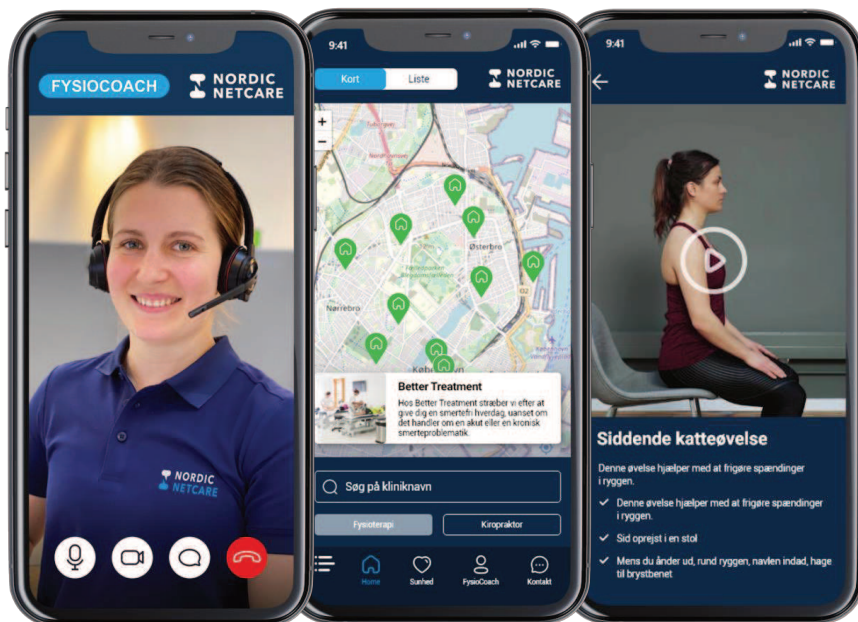 FYSIOCOACH
NORDIC
NETCARE
NORDIC
NETCARE
9:41
Kort
Liste
NORDIC
NETCARE
+
−
Østerbro
O2
Nørrebro
Better Treatment
Hos Better Treatment stræber vi efter at
give dig en smertefri hverdag, uanset om
det handler om en akut eller en kronisk
smerteproblematik.
Søg på kliniknavn
Fysioterapi
Kiropraktor
Home
Sunhed
FysioCoach
Kontakt
9:41
NORDIC
NETCARE
Siddende katteøvelse
Denne øvelse hjælper med at frigøre spændinger
i ryggen.
Denne øvelse hjælper med at frigøre spændinger
i ryggen.
Sid oprejst i en stol
Mens du ånder ud, rund ryggen, navlen indad, hage
til brystbenet